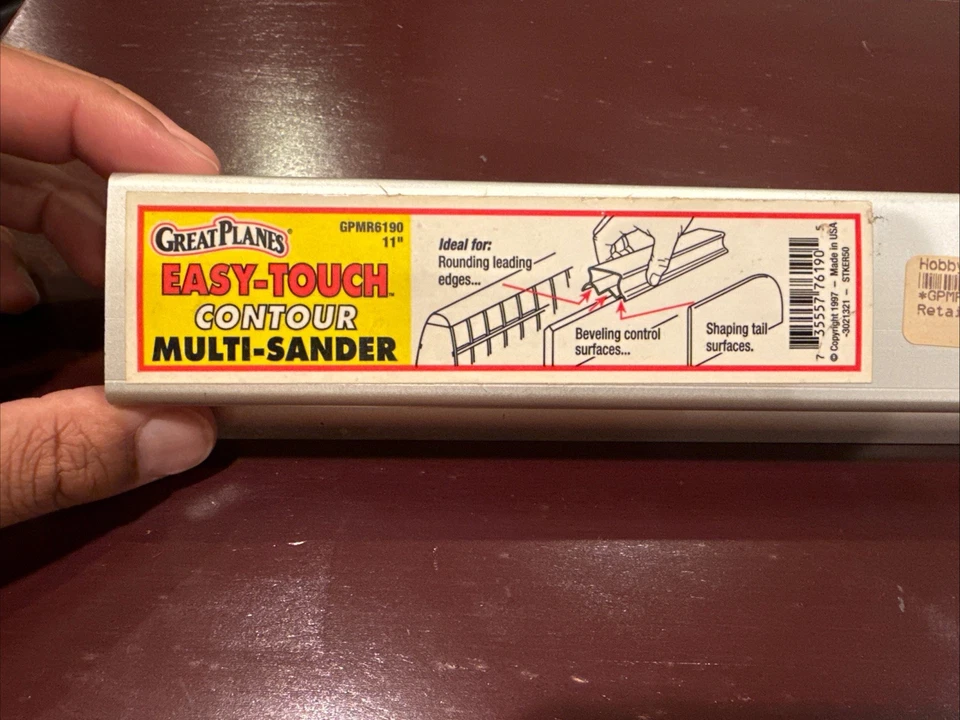 GREAT PLANES®
GPMR6190
11"
EASY-TOUCH™
CONTOUR
MULTI-SANDER
Ideal for:
Rounding leading
edges...
Beveling control
surfaces...
Shaping tail
surfaces.
7 35557 76190 5
© Copyright 1997 – Made in USA
-3021321 – STKER50
Hobby
*GPMR
Retai